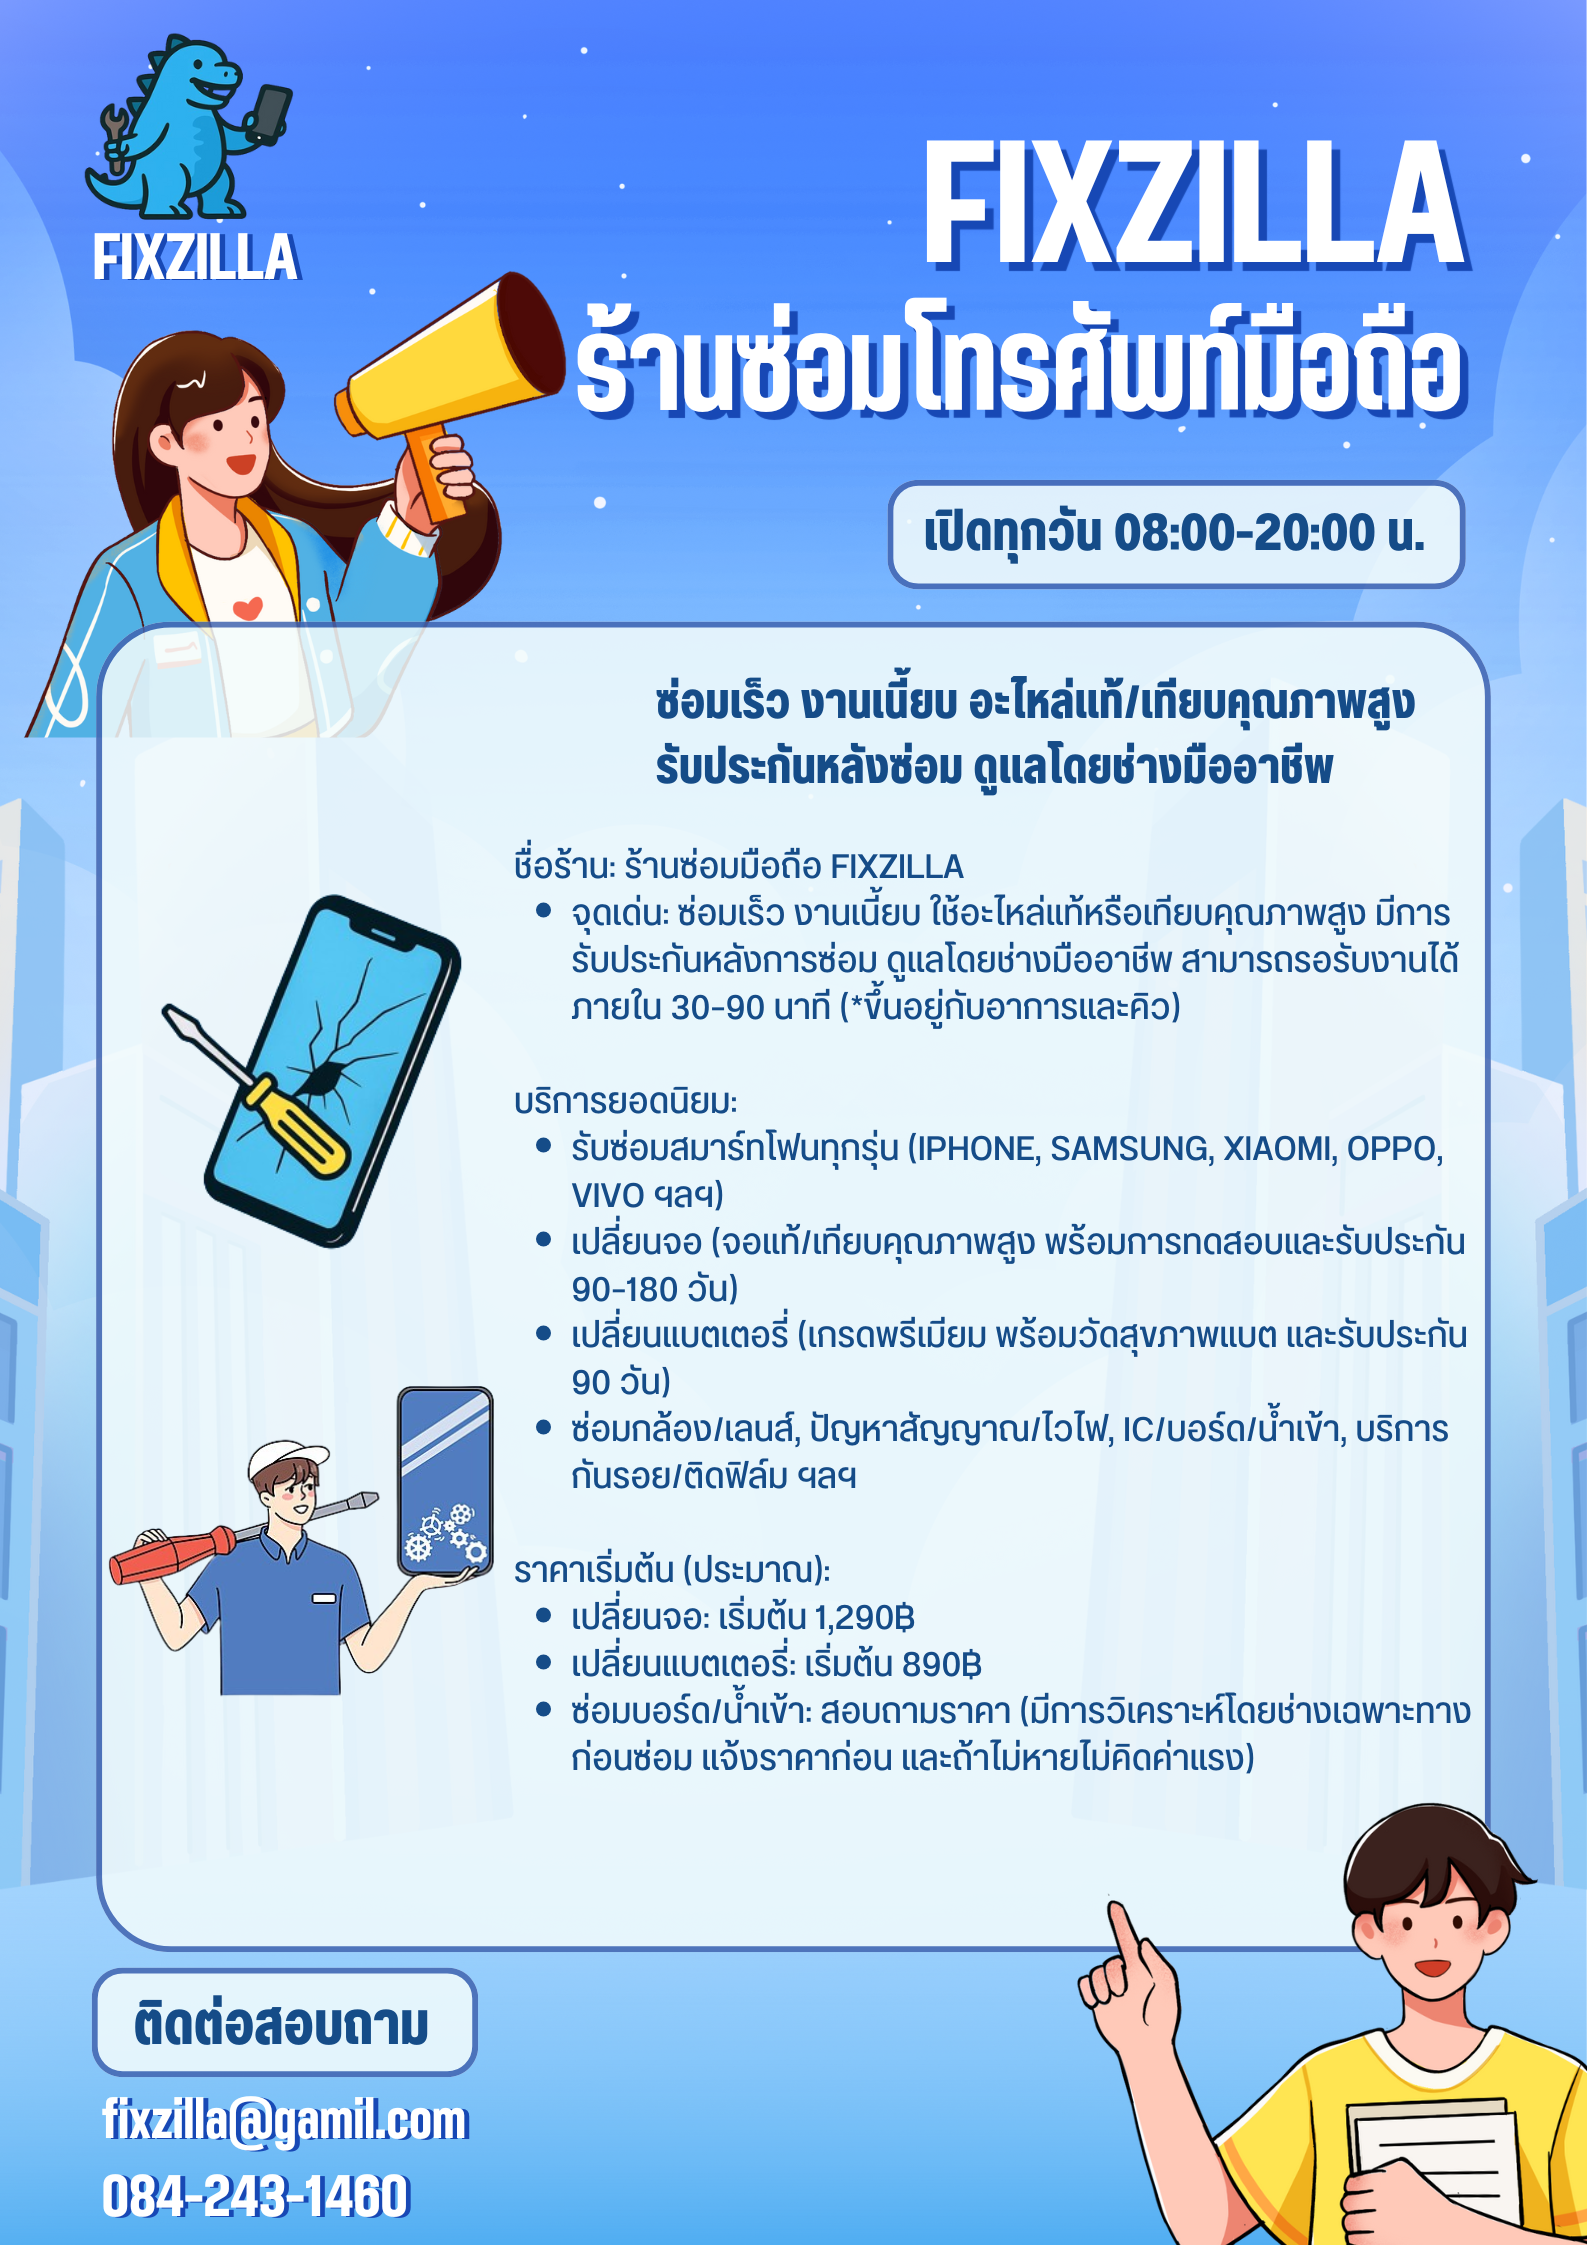 FIXZILLA
FIXZILLA
ร้านซ่อมโทรศัพท์มือถือ
เปิดทุกวัน 08:00-20:00 น.
ซ่อมเร็ว งานเนี้ยบ อะไหล่แท้/เทียบคุณภาพสูง
รับประกันหลังซ่อม ดูแลโดยช่างมืออาชีพ
ชื่อร้าน: ร้านซ่อมมือถือ FIXZILLA
• จุดเด่น: ซ่อมเร็ว งานเนี้ยบ ใช้อะไหล่แท้หรือเทียบคุณภาพสูง มีการ
รับประกันหลังการซ่อม ดูแลโดยช่างมืออาชีพ สามารถรอรับงานได้
ภายใน 30-90 นาที (*ขึ้นอยู่กับอาการและคิว)
บริการยอดนิยม:
• รับซ่อมสมาร์ทโฟนทุกรุ่น (IPHONE, SAMSUNG, XIAOMI, OPPO,
VIVO ฯลฯ)
• เปลี่ยนจอ (จอแท้/เทียบคุณภาพสูง พร้อมการทดสอบและรับประกัน
90-180 วัน)
• เปลี่ยนแบตเตอรี่ (เกรดพรีเมียม พร้อมวัดสุขภาพแบต และรับประกัน
90 วัน)
• ซ่อมกล้อง/เลนส์, ปัญหาสัญญาณ/ไวไฟ, IC/บอร์ด/น้ำเข้า, บริการ
กันรอย/ติดฟิล์ม ฯลฯ
ราคาเริ่มต้น (ประมาณ):
• เปลี่ยนจอ: เริ่มต้น 1,290฿
• เปลี่ยนแบตเตอรี่: เริ่มต้น 890฿
• ซ่อมบอร์ด/น้ำเข้า: สอบถามราคา (มีการวิเคราะห์โดยช่างเฉพาะทาง
ก่อนซ่อม แจ้งราคาก่อน และถ้าไม่หายไม่คิดค่าแรง)
ติดต่อสอบถาม
fixzilla@gamil.com
084-243-1460